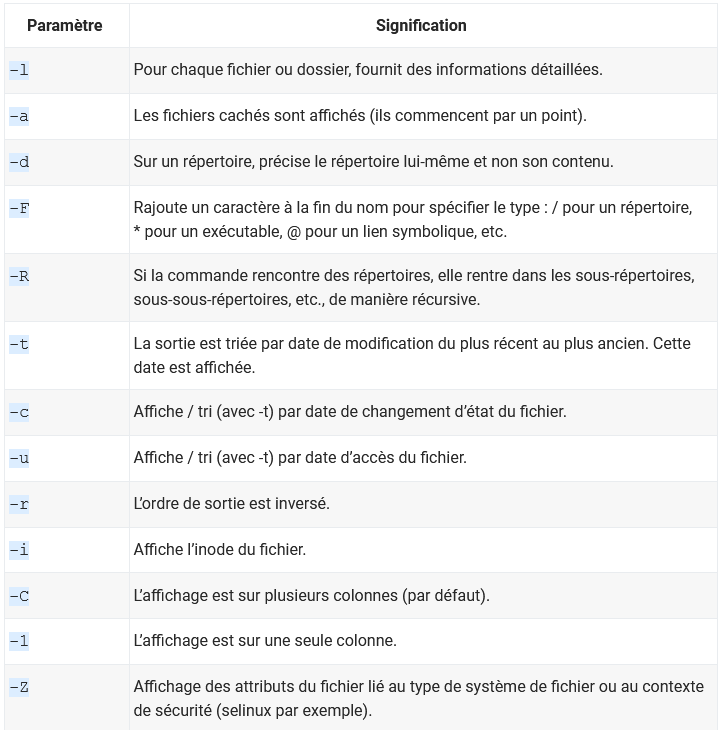 Paramètre Signification
-l Pour chaque fichier ou dossier, fournit des informations détaillées.
-a Les fichiers cachés sont affichés (ils commencent par un point).
-d Sur un répertoire, précise le répertoire lui-même et non son contenu.
-F Rajoute un caractère à la fin du nom pour spécifier le type : / pour un répertoire,
* pour un exécutable, @ pour un lien symbolique, etc.
-R Si la commande rencontre des répertoires, elle rentre dans les sous-répertoires,
sous-sous-répertoires, etc., de manière récursive.
-t La sortie est triée par date de modification du plus récent au plus ancien. Cette
date est affichée.
-c Affiche / tri (avec -t) par date de changement d’état du fichier.
-u Affiche / tri (avec -t) par date d’accès du fichier.
-r L’ordre de sortie est inversé.
-i Affiche l’inode du fichier.
-C L’affichage est sur plusieurs colonnes (par défaut).
-1 L’affichage est sur une seule colonne.
-Z Affichage des attributs du fichier lié au type de système de fichier ou au contexte
de sécurité (selinux par exemple).